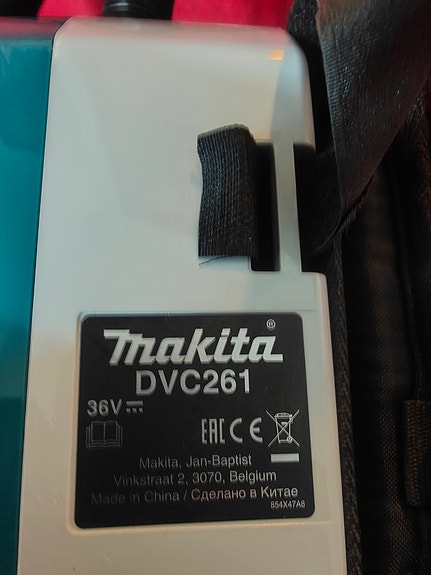 makita®
DVC261
36V
EAC CE
Makita, Jan-Baptist
Vinkstraat 2, 3070, Belgium
Made in China / Сделано в Китае
854X47A8